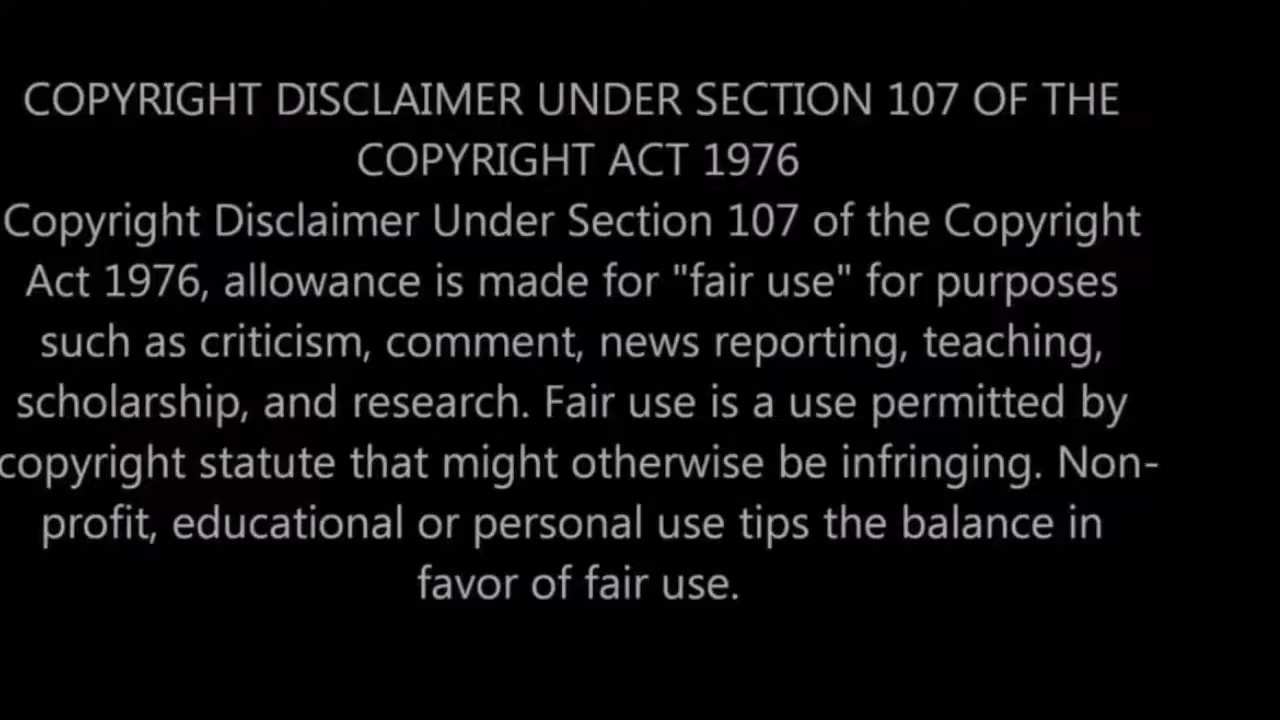 COPYRIGHT DISCLAIMER UNDER SECTION 107 OF THE
COPYRIGHT ACT 1976
Copyright Disclaimer Under Section 107 of the Copyright
Act 1976, allowance is made for "fair use" for purposes
such as criticism, comment, news reporting, teaching,
scholarship, and research. Fair use is a use permitted by
copyright statute that might otherwise be infringing. Non-
profit, educational or personal use tips the balance in
favor of fair use.